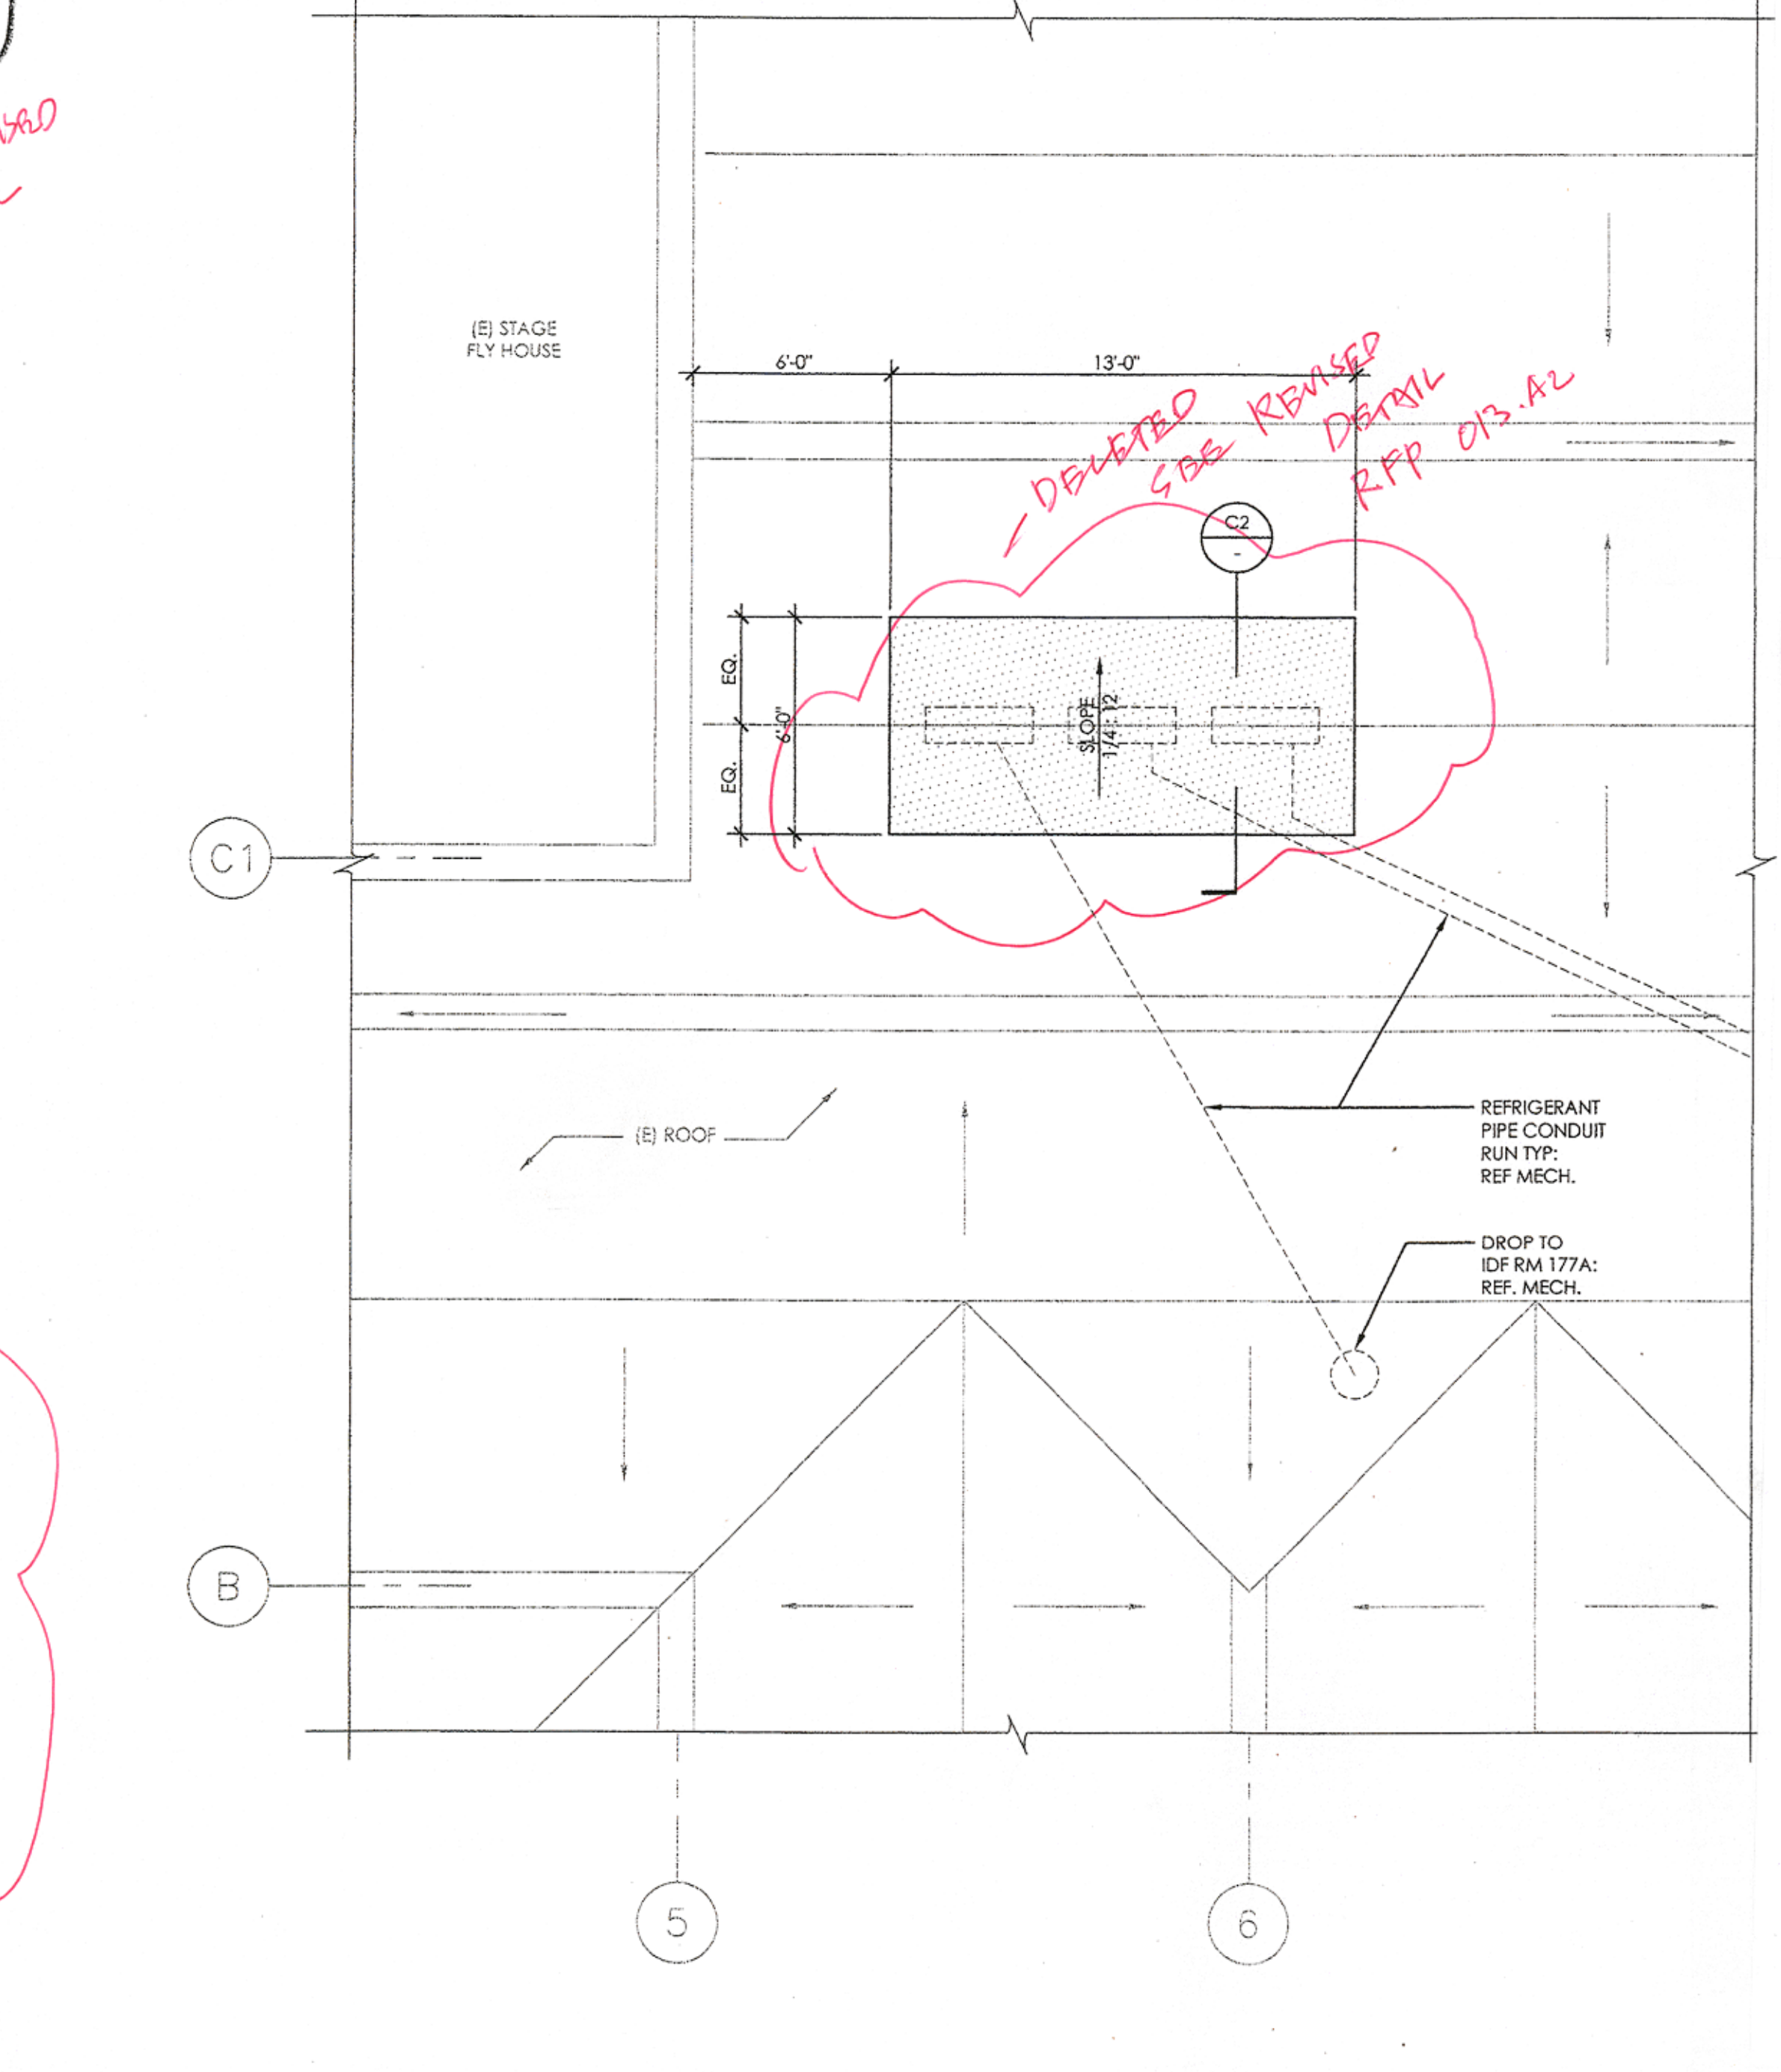 (E) STAGE
FLY HOUSE
6'-0"
13'-0"
DELETED
SEE REVISED
DETAIL
RFP 013.A2
C2
-
EQ.
6'-0"
EQ.
SLOPE
1/4 : 12
C1
(E) ROOF
REFRIGERANT
PIPE CONDUIT
RUN TYP:
REF MECH.
DROP TO
IDF RM 177A:
REF. MECH.
B
5
6